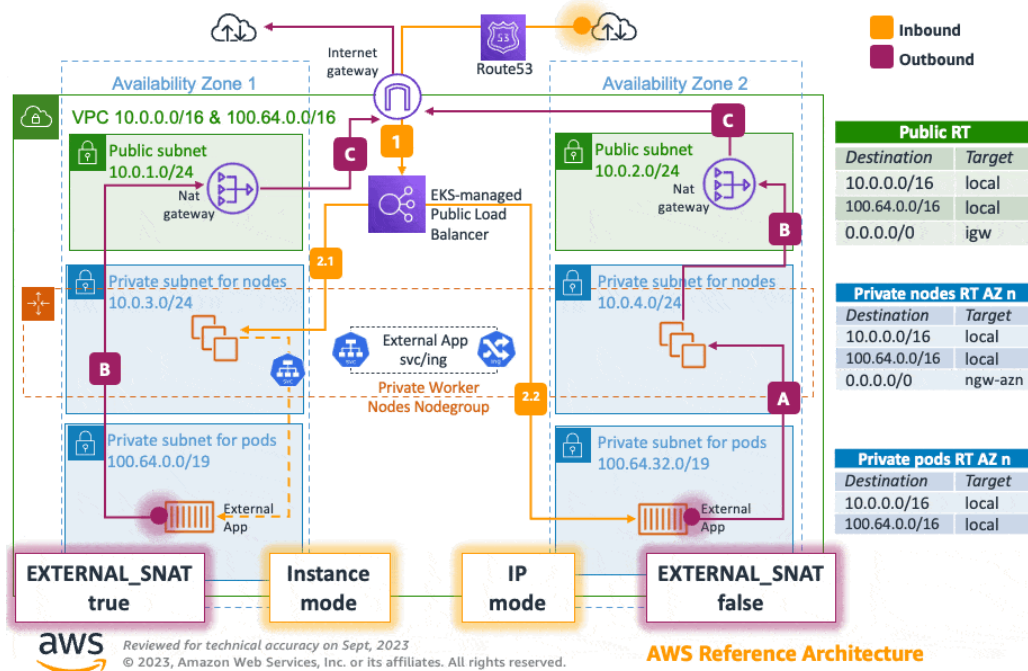 Internet
gateway
53
Route53
Inbound
Outbound
Availability Zone 1
Availability Zone 2
VPC 10.0.0.0/16 & 100.64.0.0/16
Public subnet
10.0.1.0/24
Nat
gateway
C
1
EKS-managed
Public Load
Balancer
C
Public subnet
10.0.2.0/24
Nat
gateway
B
2.1
Private subnet for nodes
10.0.3.0/24
Private subnet for nodes
10.0.4.0/24
svc
External App
svc/ing
svc
ing
Private Worker
Nodes Nodegroup
B
2.2
A
Private subnet for pods
100.64.0.0/19
External
App
Private subnet for pods
100.64.32.0/19
External
App
EXTERNAL_SNAT
true
Instance
mode
IP
mode
EXTERNAL_SNAT
false
Public RT
Destination Target
10.0.0.0/16 local
100.64.0.0/16 local
0.0.0.0/0 igw
Private nodes RT AZ n
Destination Target
10.0.0.0/16 local
100.64.0.0/16 local
0.0.0.0/0 ngw-azn
Private pods RT AZ n
Destination Target
10.0.0.0/16 local
100.64.0.0/16 local
aws
Reviewed for technical accuracy on Sept, 2023
© 2023, Amazon Web Services, Inc. or its affiliates. All rights reserved.
AWS Reference Architecture